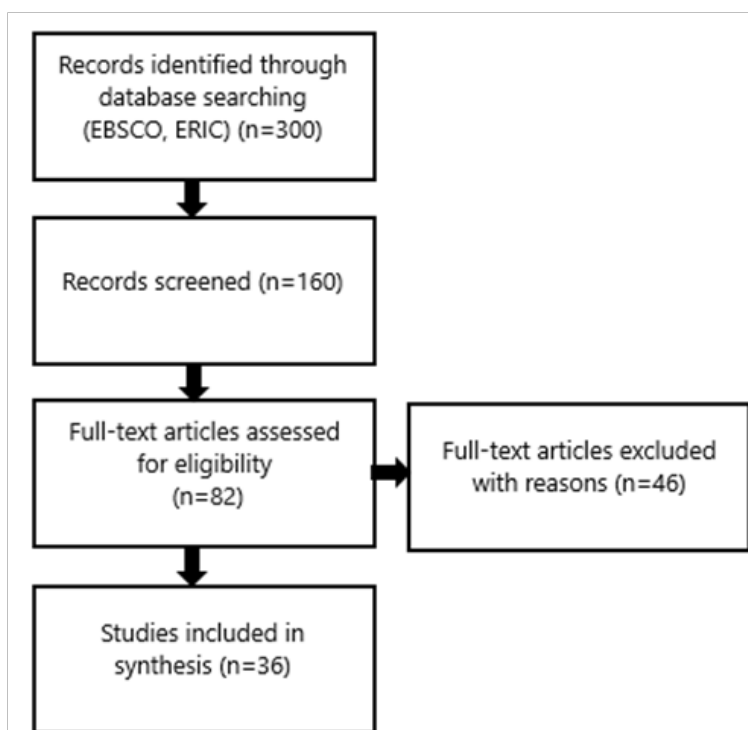 Records identified through
database searching
(EBSCO, ERIC) (n=300)
Records screened (n=160)
Full-text articles assessed
for eligibility
(n=82)
Full-text articles excluded
with reasons (n=46)
Studies included in
synthesis (n=36)